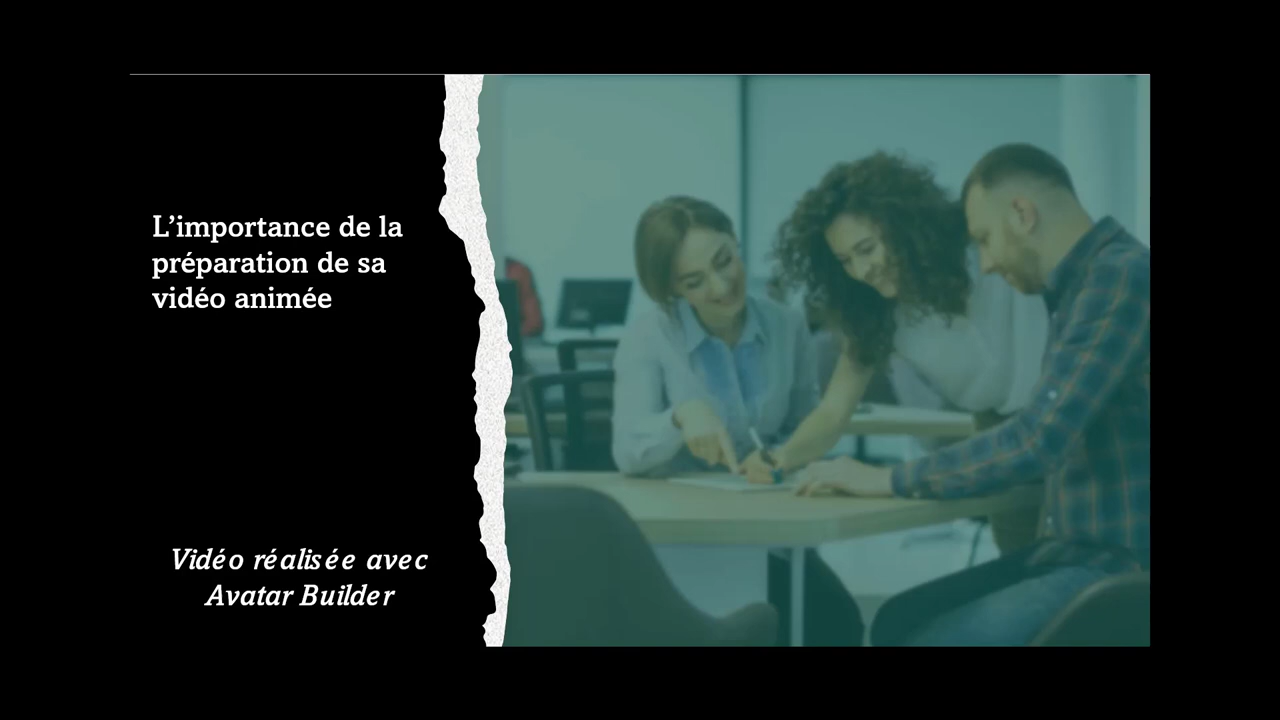 L’importance de la
préparation de sa
vidéo animée
Vidéo réalisée avec
Avatar Builder